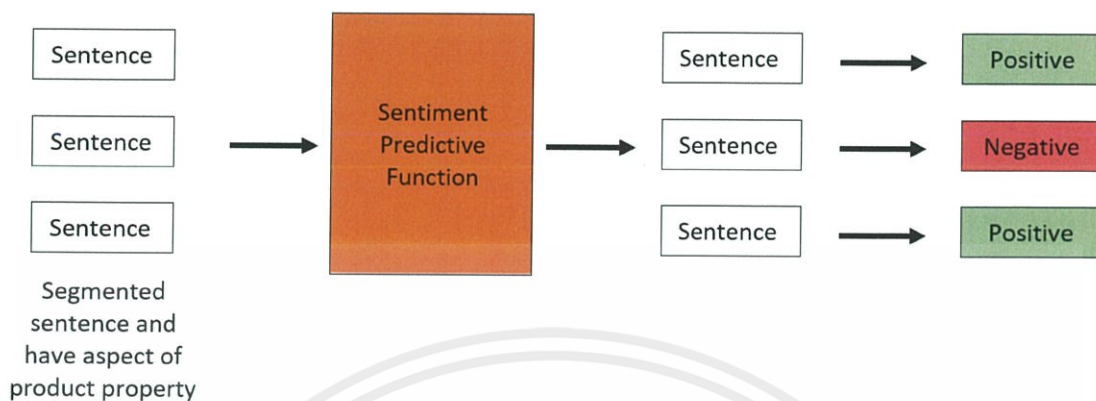 Sentence
Sentence
Sentence
Segmented
sentence and
have aspect of
product property
Sentiment
Predictive
Function
Sentence
Positive
Sentence
Negative
Sentence
Positive